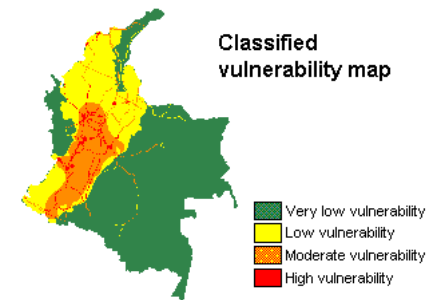 Classified
vulnerability map
Very low vulnerability
Low vulnerability
Moderate vulnerability
High vulnerability